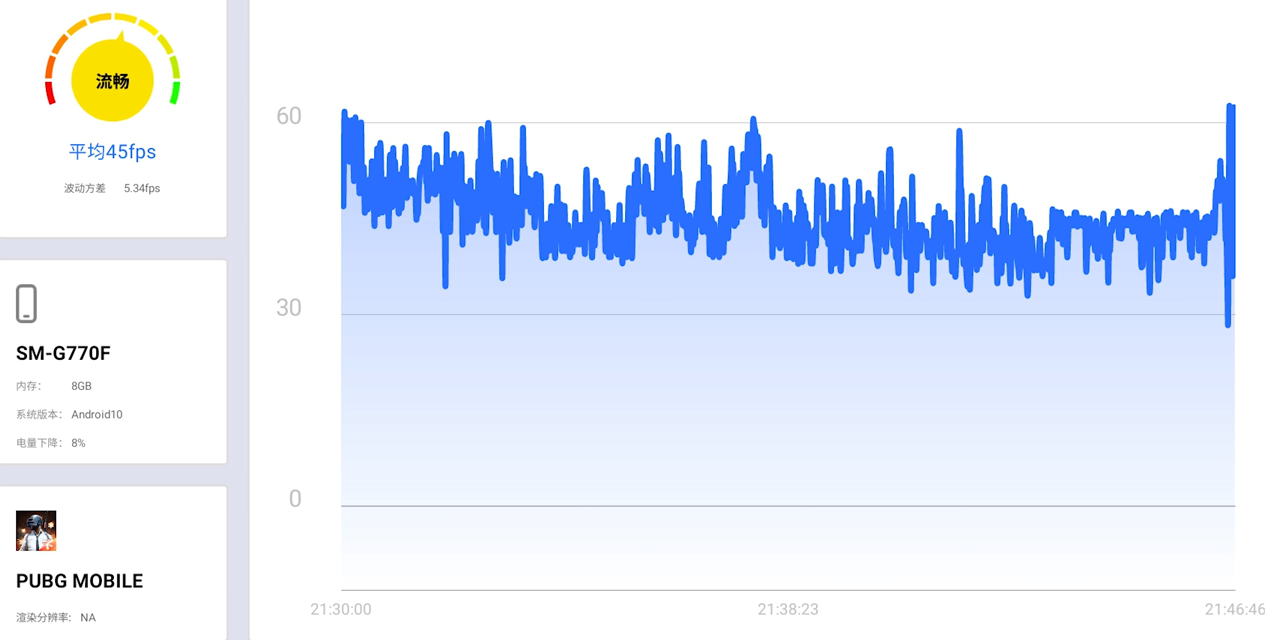 流畅
平均45fps
波动方差 5.34fps
SM-G770F
内存: 8GB
系统版本: Android10
电量下降: 8%
PUBG MOBILE
渲染分辨率: NA
60
30
0
21:30:00 21:38:23 21:46:46